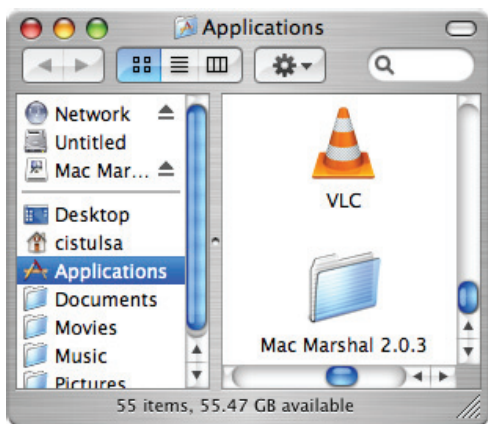 Applications
Network
Untitled
Mac Mar...
Desktop
cistulsa
Applications
Documents
Movies
Music
Pictures
VLC
Mac Marshal 2.0.3
55 items, 55.47 GB available